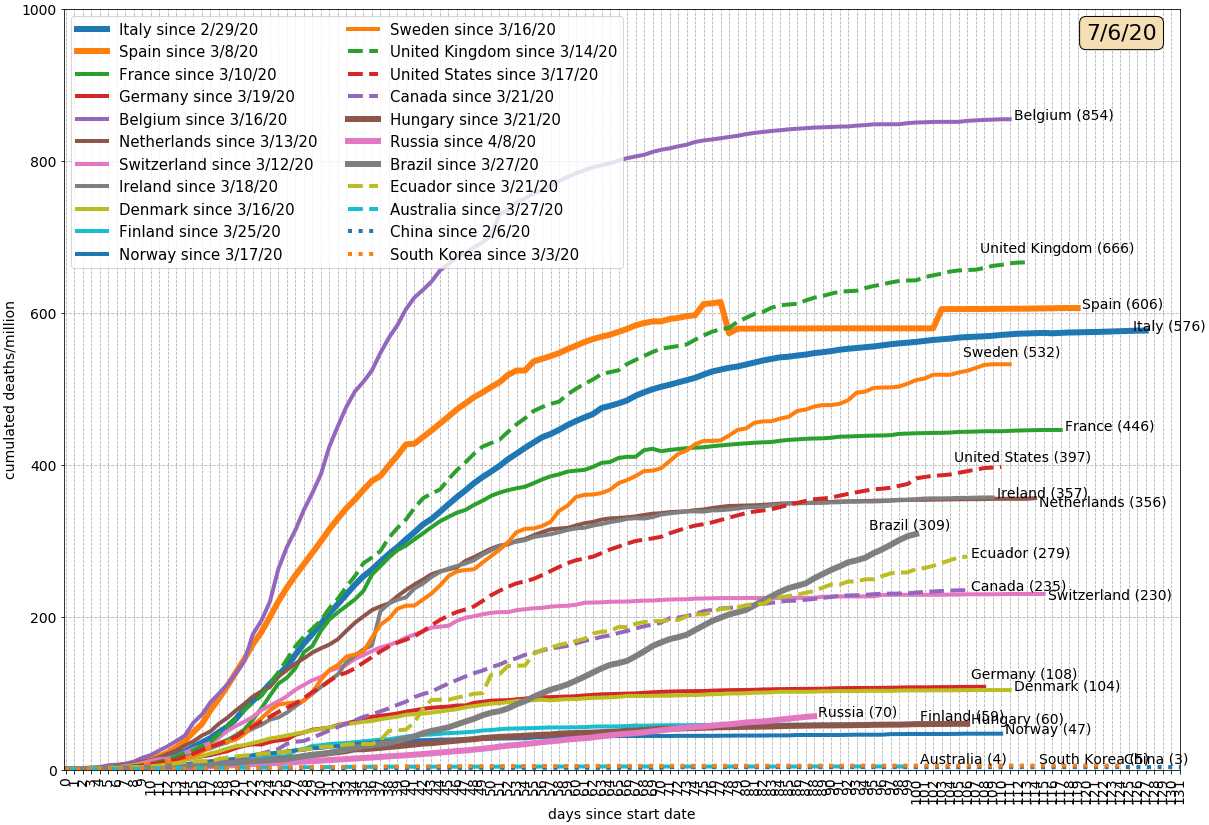 1000
800
600
400
200
0
cumulated deaths/million
Italy since 2/29/20
Spain since 3/8/20
France since 3/10/20
Germany since 3/19/20
Belgium since 3/16/20
Netherlands since 3/13/20
Switzerland since 3/12/20
Ireland since 3/18/20
Denmark since 3/16/20
Finland since 3/25/20
Norway since 3/17/20
Sweden since 3/16/20
United Kingdom since 3/14/20
United States since 3/17/20
Canada since 3/21/20
Hungary since 3/21/20
Russia since 4/8/20
Brazil since 3/27/20
Ecuador since 3/21/20
Australia since 3/27/20
China since 2/6/20
South Korea since 3/3/20
7/6/20
Belgium (854)
United Kingdom (666)
Spain (606)
Italy (576)
Sweden (532)
France (446)
United States (397)
Ireland (357)
Netherlands (356)
Brazil (309)
Ecuador (279)
Canada (235)
Switzerland (230)
Germany (108)
Denmark (104)
Russia (70)
Finland (59)
Hungary (60)
Norway (47)
Australia (4)
South Korea (5)
China (3)
days since start date